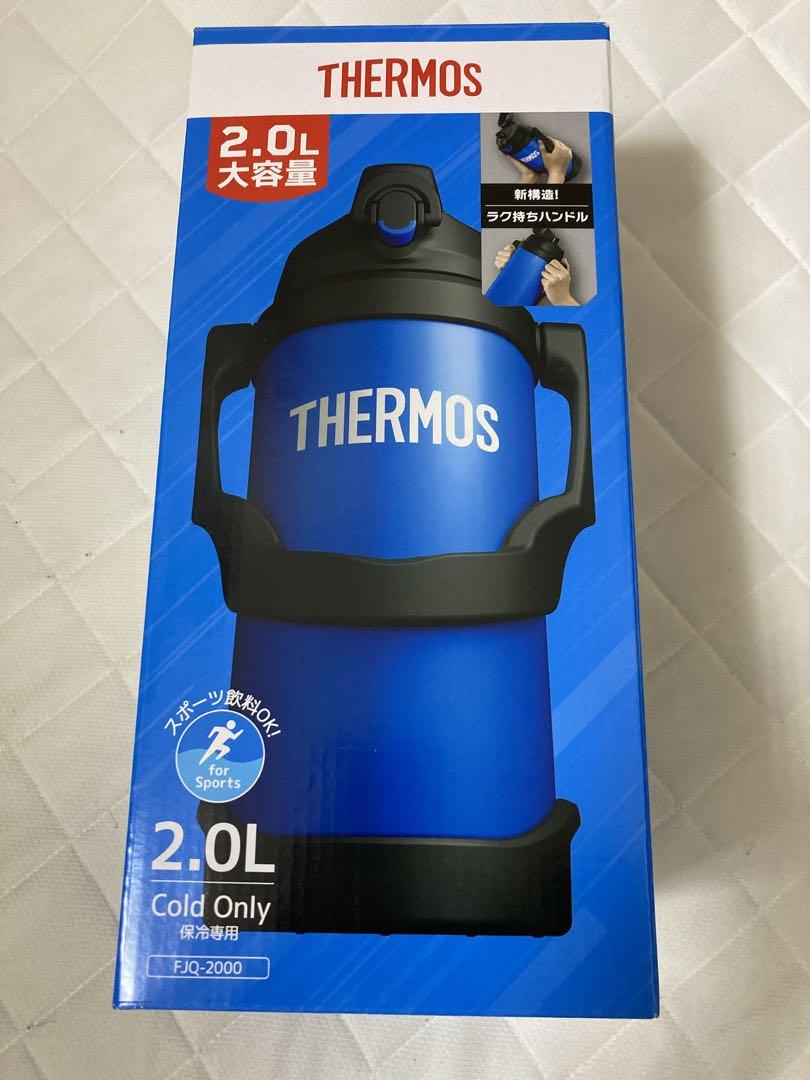 THERMOS
2.0L
大容量
THERMOS
新構造!
ラク持ちハンドル
THERMOS
スポーツ飲料OK!
for
Sports
2.0L
Cold Only
保冷専用
FJQ-2000